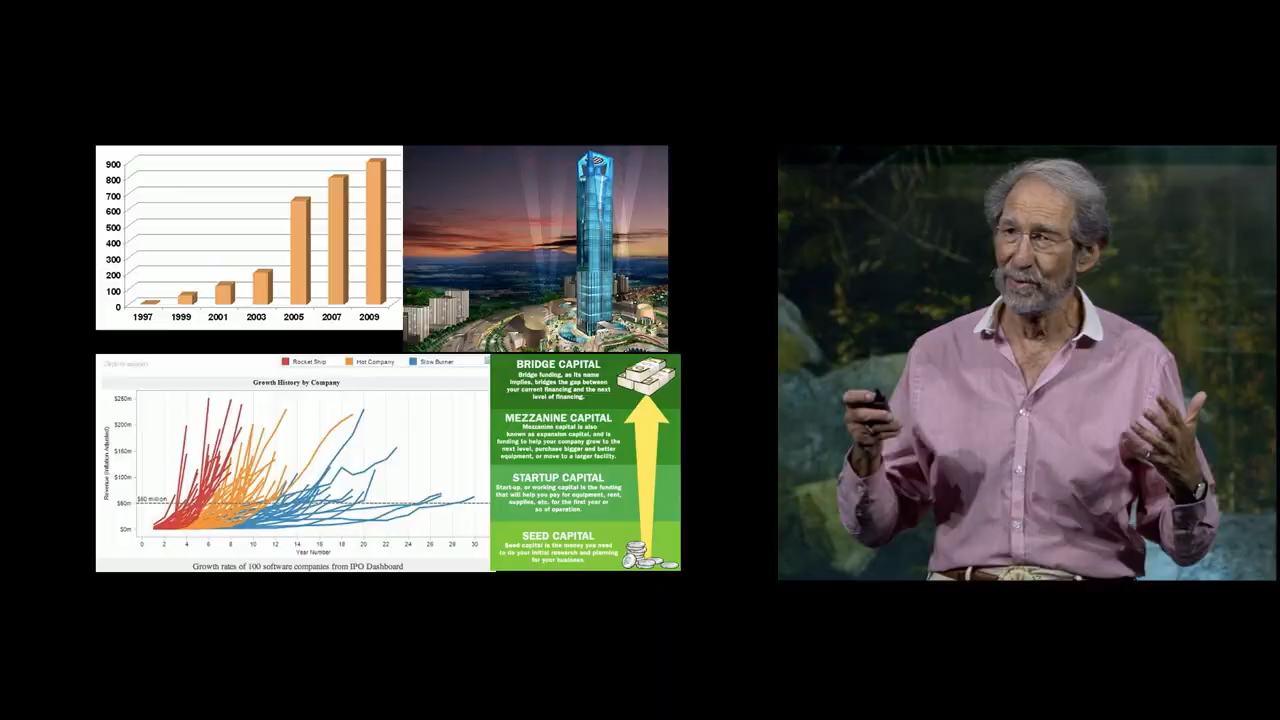 900
800
700
600
500
400
300
200
100
0
1997 1999 2001 2003 2005 2007 2009
Rocket Ship Hot Company Slow Burner
Growth History by Company
Revenue (Inflation Adjusted)
$250m
$200m
$150m
$100m
$50m
$0m
$50 million
0 2 4 6 8 10 12 14 16 18 20 22 24 26 28 30
Year Number
Growth rates of 100 software companies from IPO Dashboard
BRIDGE CAPITAL
Bridge funding, as its name
implies, bridges the gap between
your current financing and the next
level of financing.
MEZZANINE CAPITAL
Mezzanine capital is also
known as expansion capital, and is
funding to help your company grow to the
next level, purchase bigger and better
equipment, or move to a larger facility.
STARTUP CAPITAL
Start-up, or working capital is the funding
that will help you pay for equipment, rent,
supplies, etc. for the first year or
so of operation.
SEED CAPITAL
Seed capital is the money you need
to do your initial research and planning
for your business.